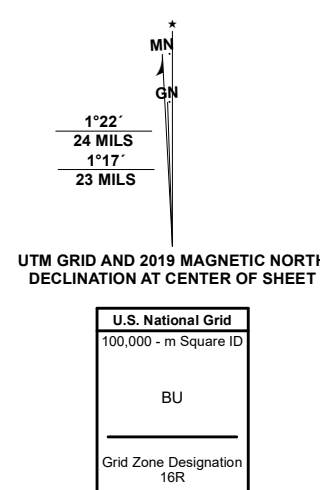 ★
MN
GN
1°22´
24 MILS
1°17´
23 MILS
UTM GRID AND 2019 MAGNETIC NORTH
DECLINATION AT CENTER OF SHEET
U.S. National Grid
100,000 - m Square ID
BU
Grid Zone Designation
16R